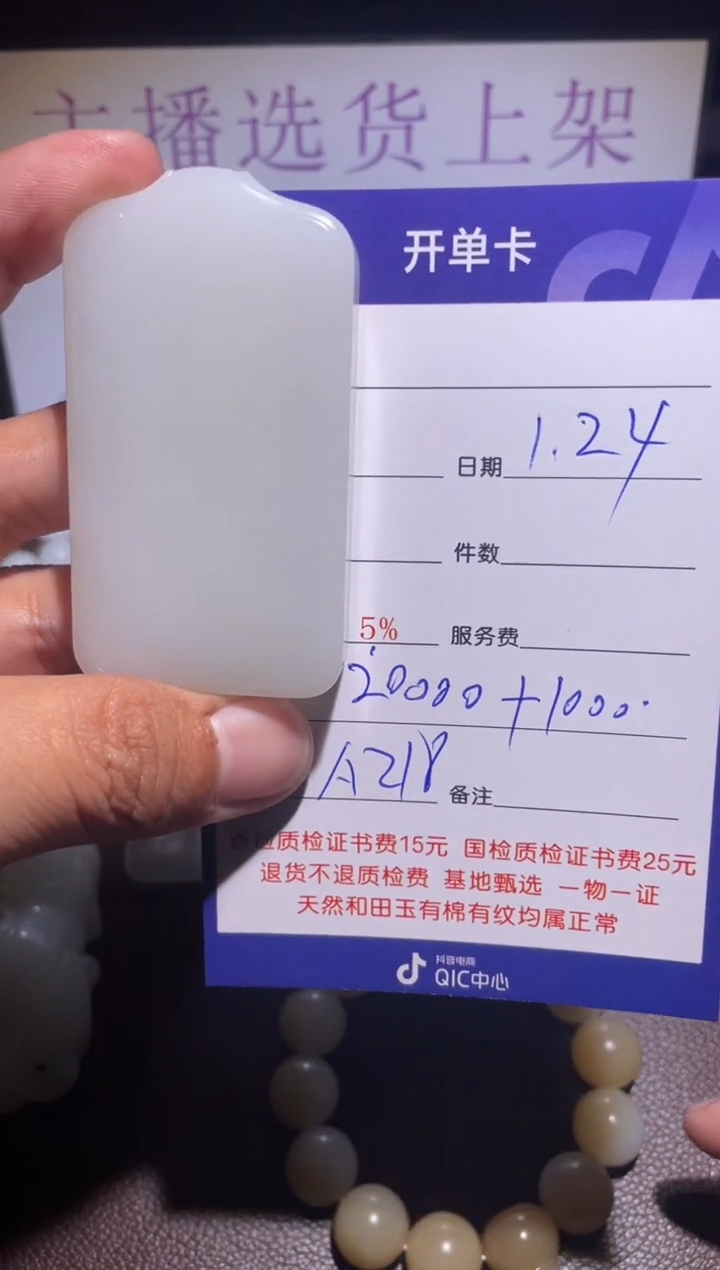 主播选货上架
开单卡
日期 1.24
件数
5% 服务费
20000+1000
A218
备注
质检证书费15元 国检质检证书费25元
退货不退质检费 基地甄选 一物一证
天然和田玉有棉有纹均属正常
抖音电商
QIC中心